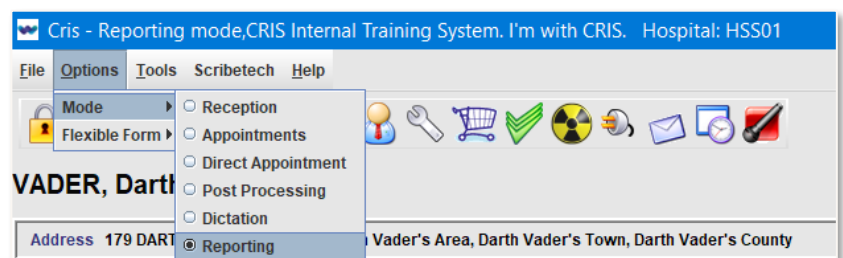 Cris - Reporting mode,CRIS Internal Training System. I'm with CRIS. Hospital: HSS01
File Options Tools Scribetech Help
Mode
Flexible Form
Reception
Appointments
Direct Appointment
Post Processing
Dictation
Reporting
VADER, Darth
Address 179 DART Vader's Area, Darth Vader's Town, Darth Vader's County